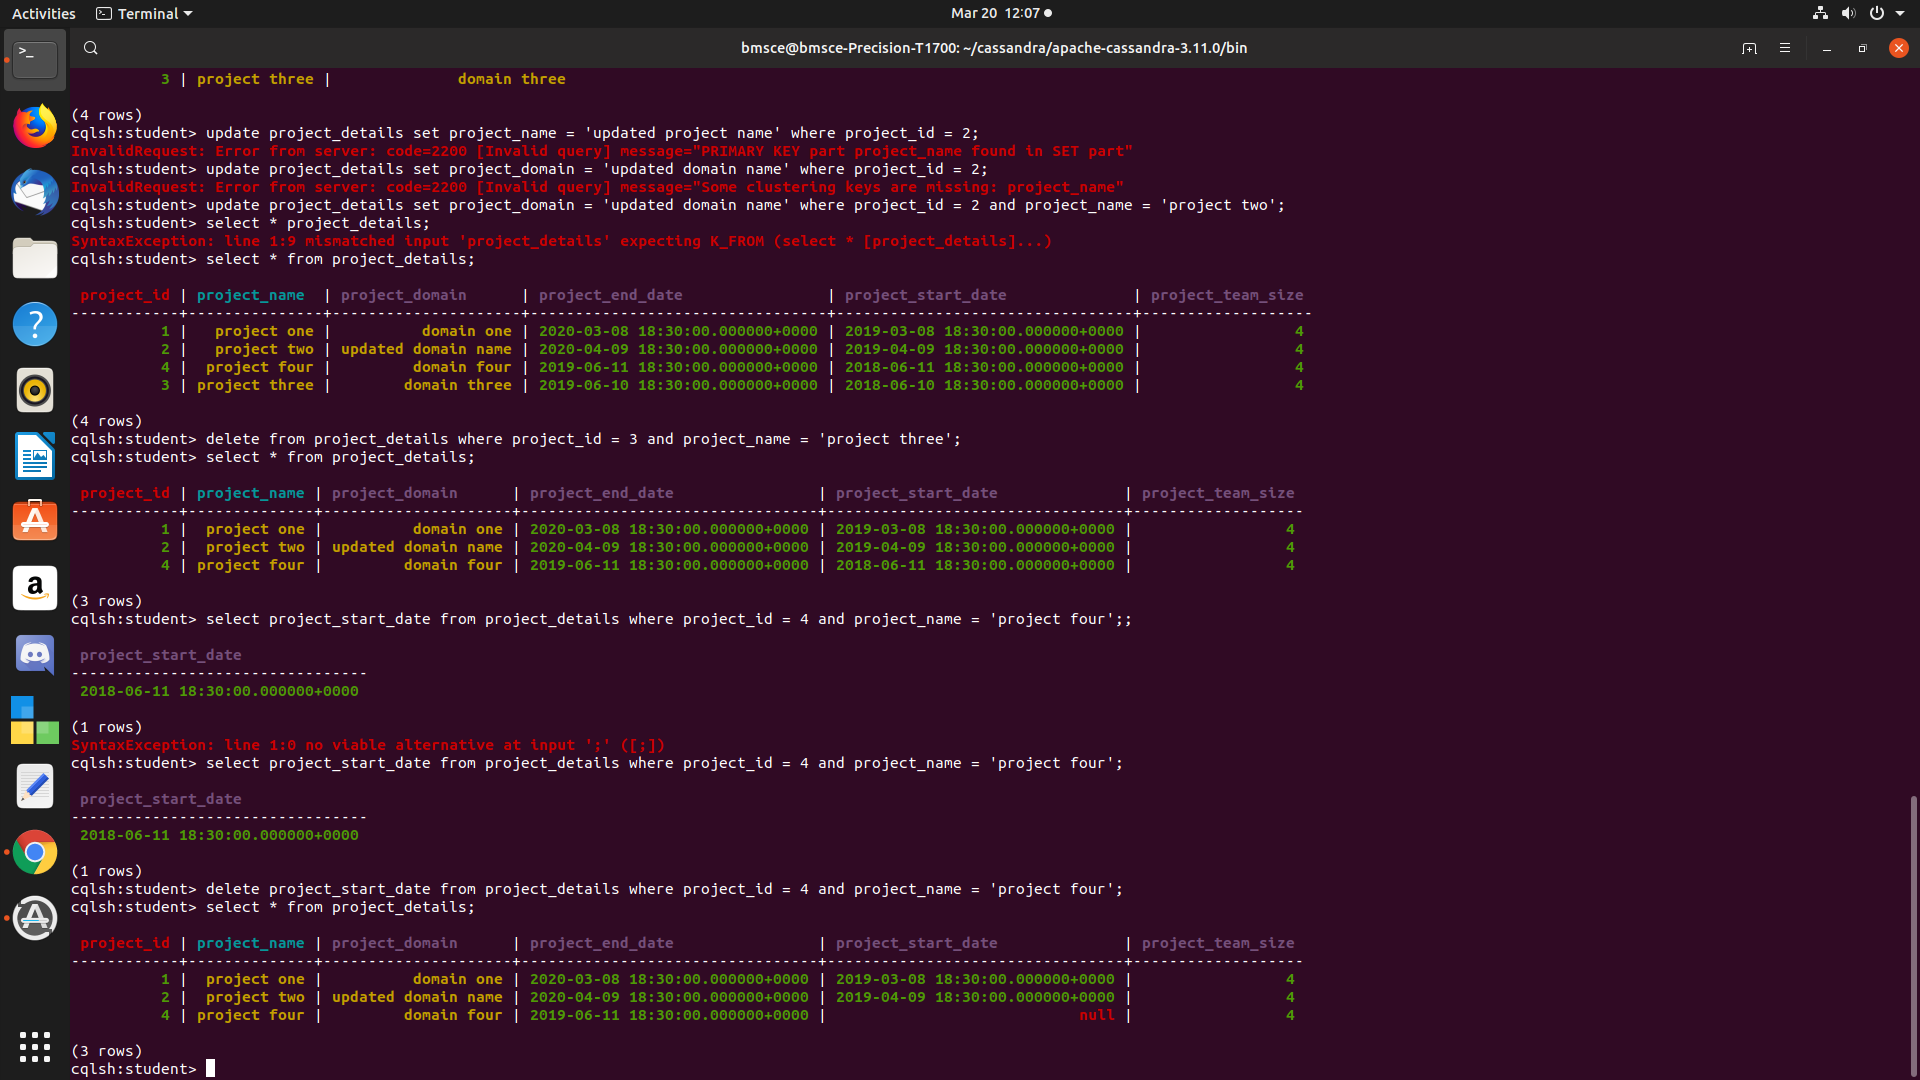 Activities Terminal Mar 20 12:07
bmsce@bmsce-Precision-T1700: ~/cassandra/apache-cassandra-3.11.0/bin
3 | project three | domain three
(4 rows)
cqlsh:student> update project_details set project_name = 'updated project name' where project_id = 2;
InvalidRequest: Error from server: code=2200 [Invalid query] message="PRIMARY KEY part project_name found in SET part"
cqlsh:student> update project_details set project_domain = 'updated domain name' where project_id = 2;
InvalidRequest: Error from server: code=2200 [Invalid query] message="Some clustering keys are missing: project_name"
cqlsh:student> update project_details set project_domain = 'updated domain name' where project_id = 2 and project_name = 'project two';
cqlsh:student> select * project_details;
SyntaxException: line 1:9 mismatched input 'project_details' expecting K_FROM (select * [project_details]...)
cqlsh:student> select * from project_details;
project_id | project_name | project_domain | project_end_date | project_start_date | project_team_size
------------+---------------+---------------------+---------------------------------+---------------------------------+-------------------
1 | project one | domain one | 2020-03-08 18:30:00.000000+0000 | 2019-03-08 18:30:00.000000+0000 | 4
2 | project two | updated domain name | 2020-04-09 18:30:00.000000+0000 | 2019-04-09 18:30:00.000000+0000 | 4
4 | project four | domain four | 2019-06-11 18:30:00.000000+0000 | 2018-06-11 18:30:00.000000+0000 | 4
3 | project three | domain three | 2019-06-10 18:30:00.000000+0000 | 2018-06-10 18:30:00.000000+0000 | 4
(4 rows)
cqlsh:student> delete from project_details where project_id = 3 and project_name = 'project three';
cqlsh:student> select * from project_details;
project_id | project_name | project_domain | project_end_date | project_start_date | project_team_size
------------+--------------+---------------------+---------------------------------+---------------------------------+-------------------
1 | project one | domain one | 2020-03-08 18:30:00.000000+0000 | 2019-03-08 18:30:00.000000+0000 | 4
2 | project two | updated domain name | 2020-04-09 18:30:00.000000+0000 | 2019-04-09 18:30:00.000000+0000 | 4
4 | project four | domain four | 2019-06-11 18:30:00.000000+0000 | 2018-06-11 18:30:00.000000+0000 | 4
(3 rows)
cqlsh:student> select project_start_date from project_details where project_id = 4 and project_name = 'project four';;
project_start_date
---------------------------------
2018-06-11 18:30:00.000000+0000
(1 rows)
SyntaxException: line 1:0 no viable alternative at input ';' ([;])
cqlsh:student> select project_start_date from project_details where project_id = 4 and project_name = 'project four';
project_start_date
---------------------------------
2018-06-11 18:30:00.000000+0000
(1 rows)
cqlsh:student> delete project_start_date from project_details where project_id = 4 and project_name = 'project four';
cqlsh:student> select * from project_details;
project_id | project_name | project_domain | project_end_date | project_start_date | project_team_size
------------+--------------+---------------------+---------------------------------+---------------------------------+-------------------
1 | project one | domain one | 2020-03-08 18:30:00.000000+0000 | 2019-03-08 18:30:00.000000+0000 | 4
2 | project two | updated domain name | 2020-04-09 18:30:00.000000+0000 | 2019-04-09 18:30:00.000000+0000 | 4
4 | project four | domain four | 2019-06-11 18:30:00.000000+0000 | null | 4
(3 rows)
cqlsh:student>